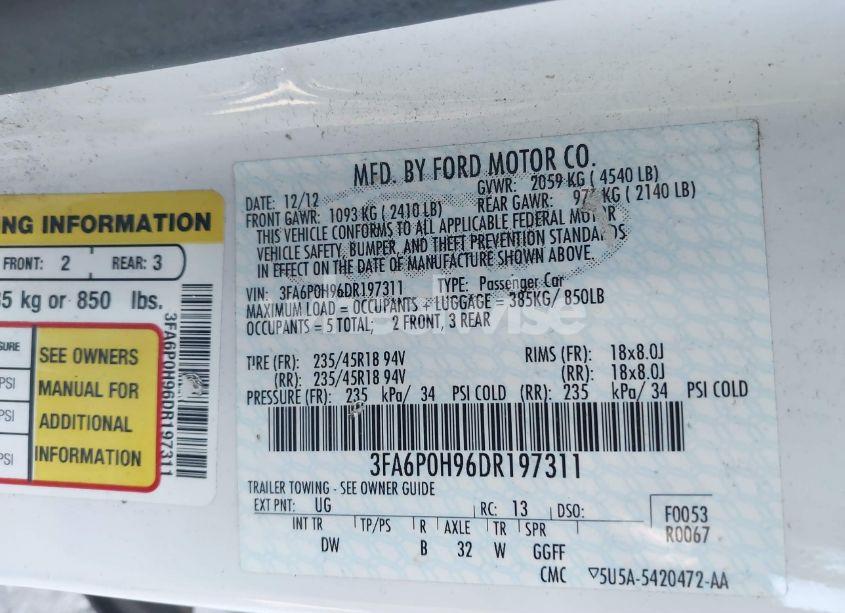 NG INFORMATION
FRONT: 2 REAR: 3
5 kg or 850 lbs.
SURE
PSI
PSI
PSI
SEE OWNERS
MANUAL FOR
ADDITIONAL
INFORMATION
3FA6P0H96DR197311
MFD. BY FORD MOTOR CO.
DATE: 12/12 GVWR: 2059 KG ( 4540 LB)
FRONT GAWR: 1093 KG ( 2410 LB) REAR GAWR: KG ( 2140 LB)
THIS VEHICLE CONFORMS TO ALL APPLICABLE FEDERAL MOTOR
VEHICLE SAFETY, BUMPER, AND THEFT PREVENTION STANDARDS
IN EFFECT ON THE DATE OF MANUFACTURE SHOWN ABOVE.
VIN: 3FA6P0H96DR197311 TYPE: Passenger Car
MAXIMUM LOAD = OCCUPANTS + LUGGAGE = 385KG/ 850LB
OCCUPANTS = 5 TOTAL; 2 FRONT, 3 REAR
TIRE (FR): 235/45R18 94V RIMS (FR): 18x8.0J
(RR): 235/45R18 94V (RR): 18x8.0J
PRESSURE (FR): 235 kPa/ 34 PSI COLD (RR): 235 kPa/ 34 PSI COLD
3FA6P0H96DR197311
TRAILER TOWING - SEE OWNER GUIDE
EXT PNT: UG RC: 13 DSO: F0053
R0067
INT TR TP/PS R AXLE TR SPR
DW B 32 W GGFF
CMC ▽5U5A-5420472-AA